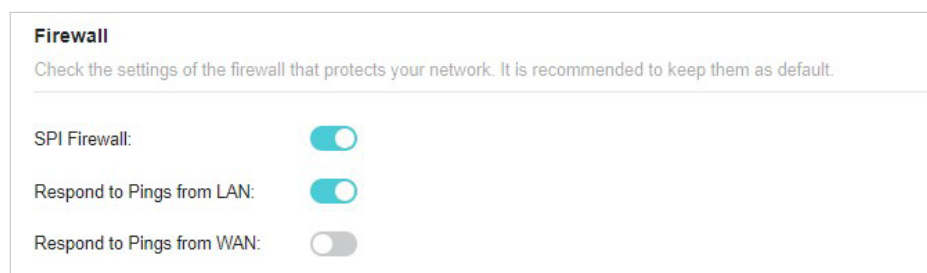 Firewall
Check the settings of the firewall that protects your network. It is recommended to keep them as default.
SPI Firewall:
Respond to Pings from LAN:
Respond to Pings from WAN: